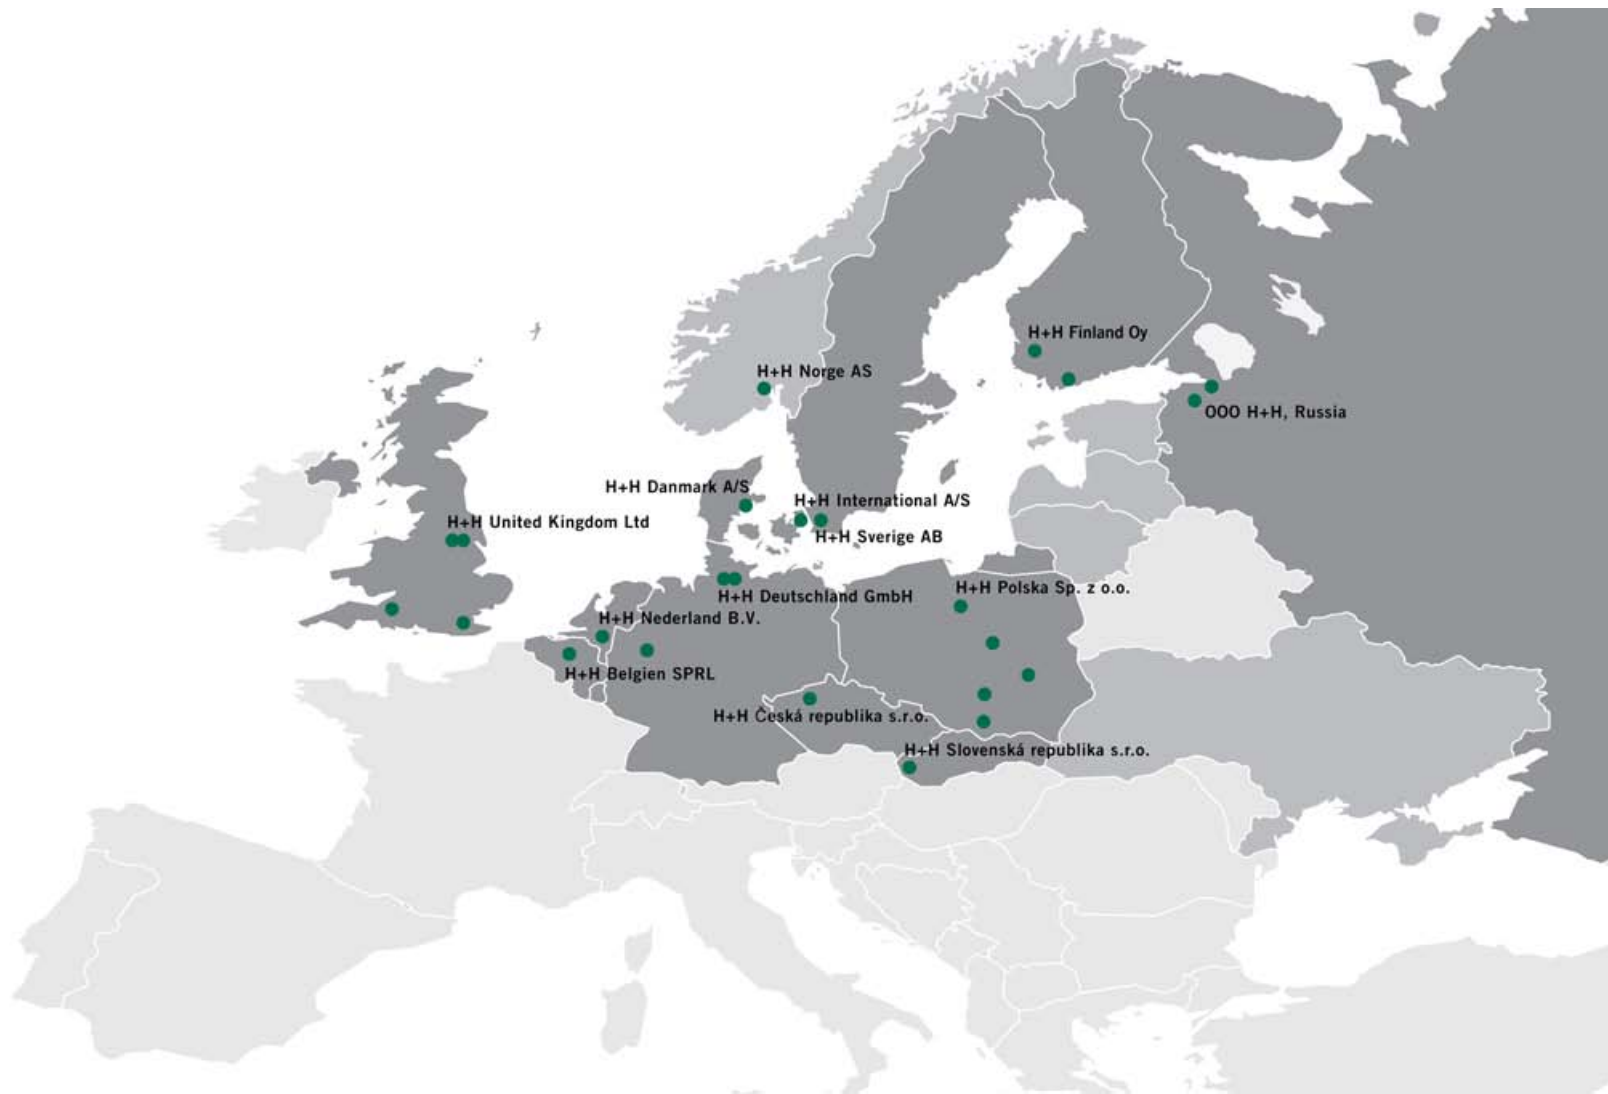 H+H Finland Oy
H+H Norge AS
OOO H+H, Russia
H+H Danmark A/S
H+H International A/S
H+H United Kingdom Ltd
H+H Sverige AB
H+H Polska Sp. z o.o.
H+H Deutschland GmbH
H+H Nederland B.V.
H+H Belgien SPRL
H+H Česká republika s.r.o.
H+H Slovenská republika s.r.o.